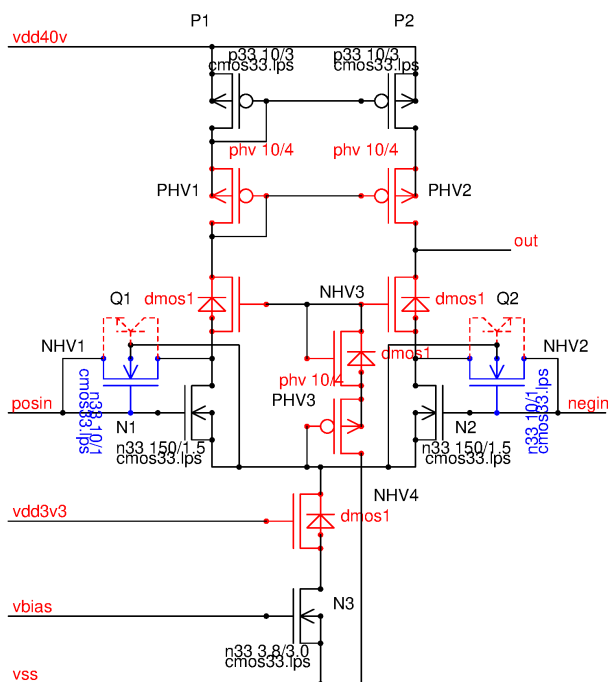 P1
P2
vdd40v
p33 10/3
cmos33.lps
p33 10/3
cmos33.lps
phv 10/4
phv 10/4
PHV1
PHV2
out
NHV3
Q1
dmos1
dmos1
Q2
NHV1
dmos1
NHV2
phv 10/4
PHV3
n33 10/1
cmos33.lps
n33 10/1
cmos33.lps
posin
N1
N2
negin
n33 150/1.5
cmos33.lps
n33 150/1.5
cmos33.lps
NHV4
vdd3v3
dmos1
vbias
N3
n33 3.8/3.0
cmos33.lps
vss